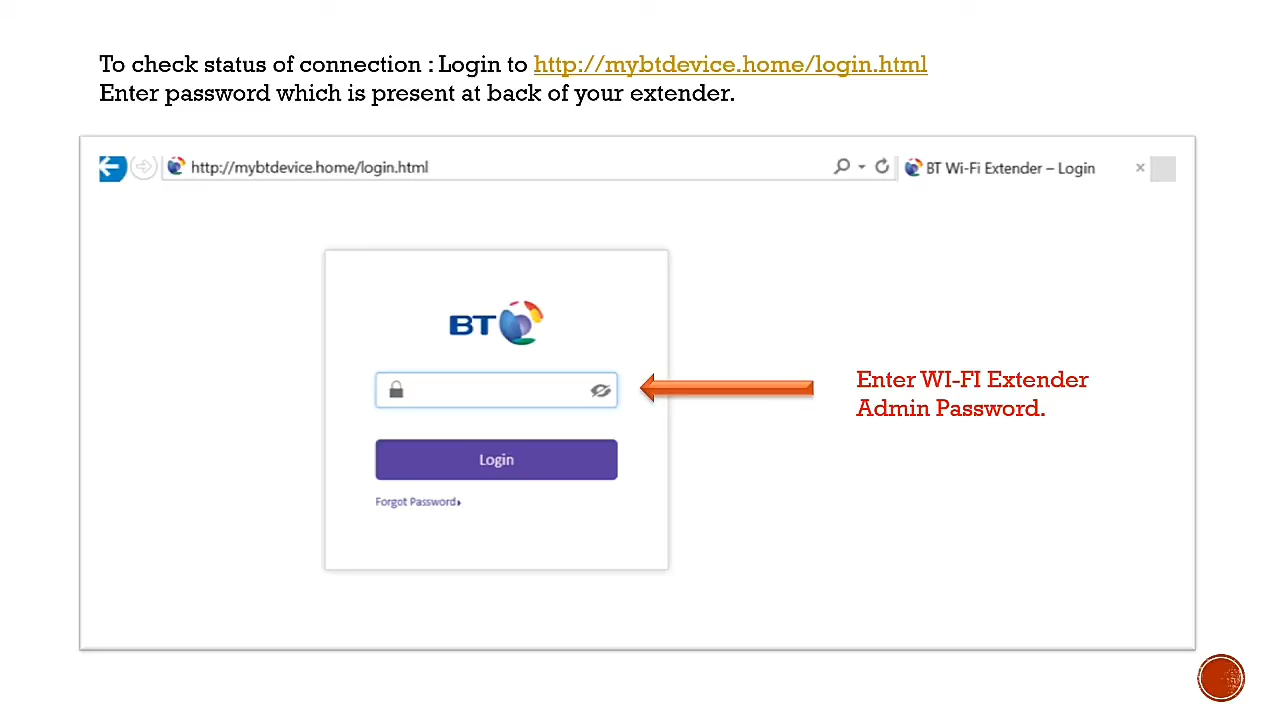 To check status of connection : Login to http://mybtdevice.home/login.html
Enter password which is present at back of your extender.
http://mybtdevice.home/login.html
BT Wi-Fi Extender – Login
BT
Enter WI-FI Extender
Admin Password.
Login
Forgot Password